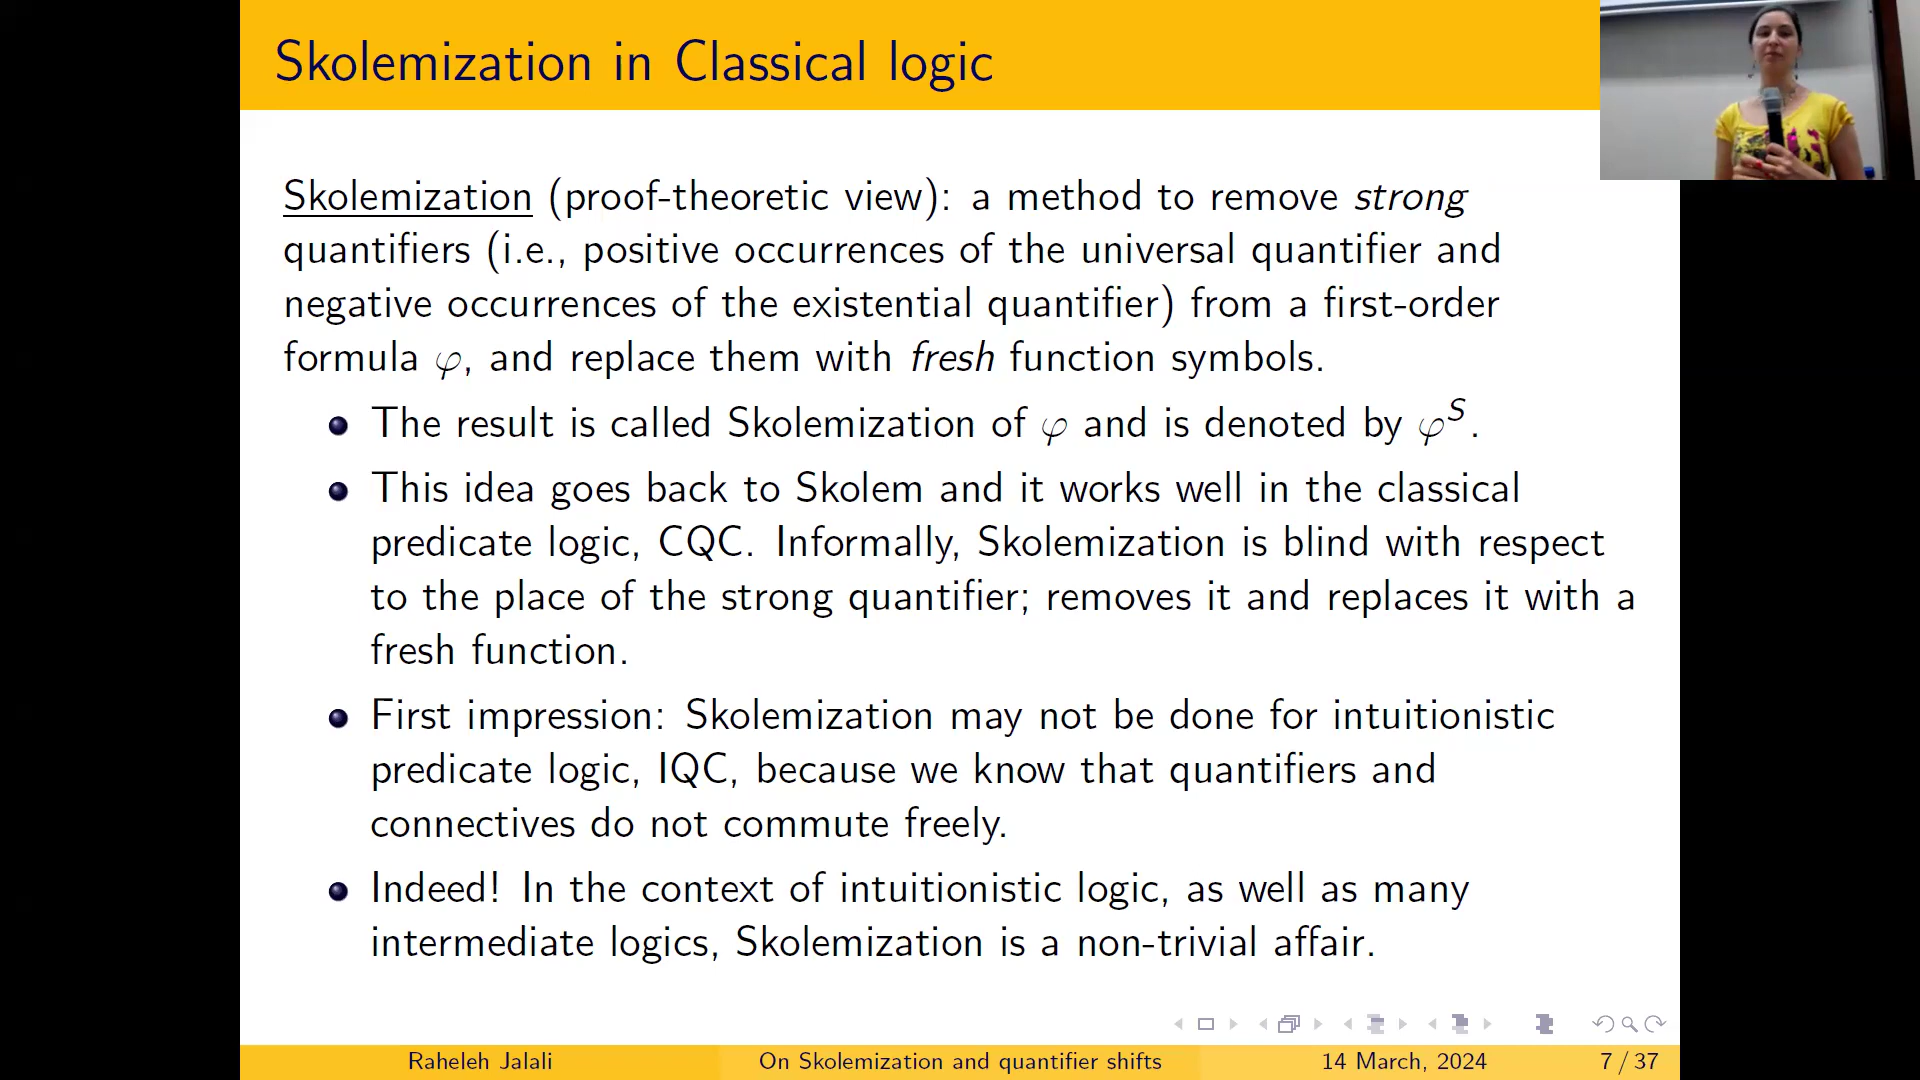 Skolemization in Classical logic
Skolemization (proof-theoretic view): a method to remove strong
quantifiers (i.e., positive occurrences of the universal quantifier and
negative occurrences of the existential quantifier) from a first-order
formula φ, and replace them with fresh function symbols.
The result is called Skolemization of φ and is denoted by φ^S.
This idea goes back to Skolem and it works well in the classical
predicate logic, CQC. Informally, Skolemization is blind with respect
to the place of the strong quantifier; removes it and replaces it with a
fresh function.
First impression: Skolemization may not be done for intuitionistic
predicate logic, IQC, because we know that quantifiers and
connectives do not commute freely.
Indeed! In the context of intuitionistic logic, as well as many
intermediate logics, Skolemization is a non-trivial affair.
Raheleh Jalali On Skolemization and quantifier shifts 14 March, 2024 7 / 37